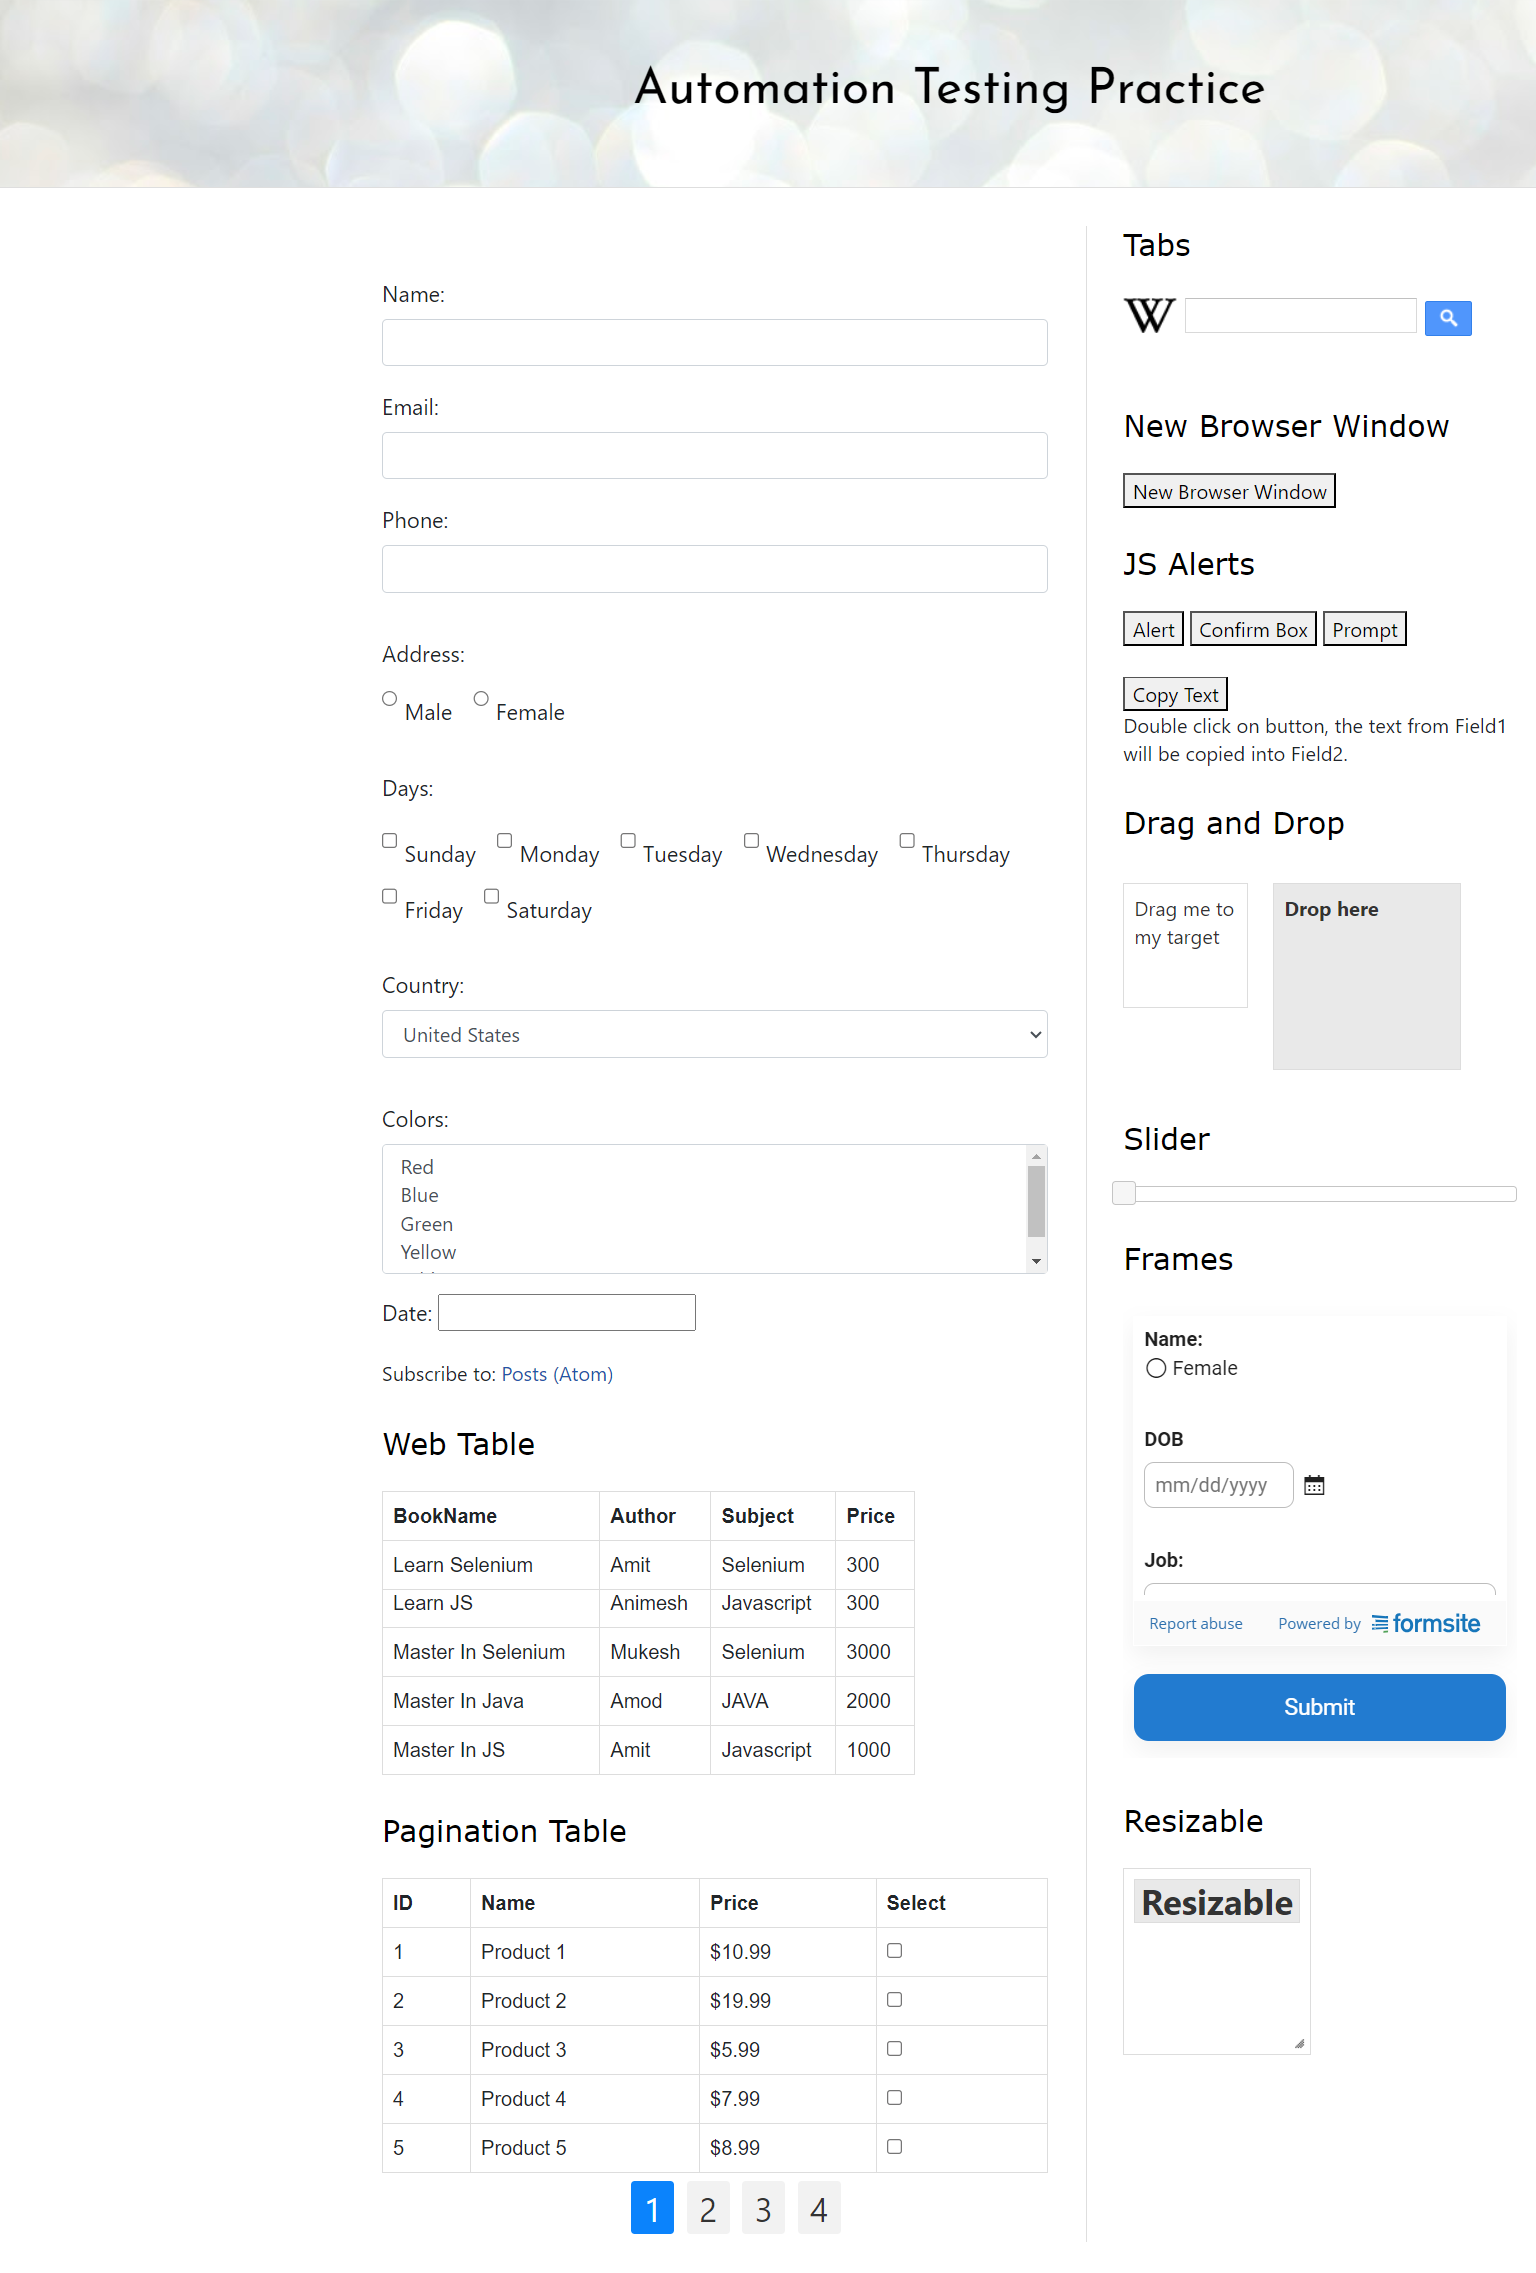 Automation Testing Practice
Name:
Email:
Phone:
Address:
Male Female
Days:
Sunday Monday Tuesday Wednesday Thursday
Friday Saturday
Country:
United States
Colors:
Red
Blue
Green
Yellow
Date:
Subscribe to: Posts (Atom)
Web Table
BookName Author Subject Price
Learn Selenium Amit Selenium 300
Learn JS Animesh Javascript 300
Master In Selenium Mukesh Selenium 3000
Master In Java Amod JAVA 2000
Master In JS Amit Javascript 1000
Pagination Table
ID Name Price Select
1 Product 1 $10.99
2 Product 2 $19.99
3 Product 3 $5.99
4 Product 4 $7.99
5 Product 5 $8.99
1 2 3 4
Tabs
W
New Browser Window
New Browser Window
JS Alerts
Alert Confirm Box Prompt
Copy Text
Double click on button, the text from Field1
will be copied into Field2.
Drag and Drop
Drag me to
my target
Drop here
Slider
Frames
Name:
Female
DOB
mm/dd/yyyy
Job:
Report abuse Powered by formsite
Submit
Resizable
Resizable